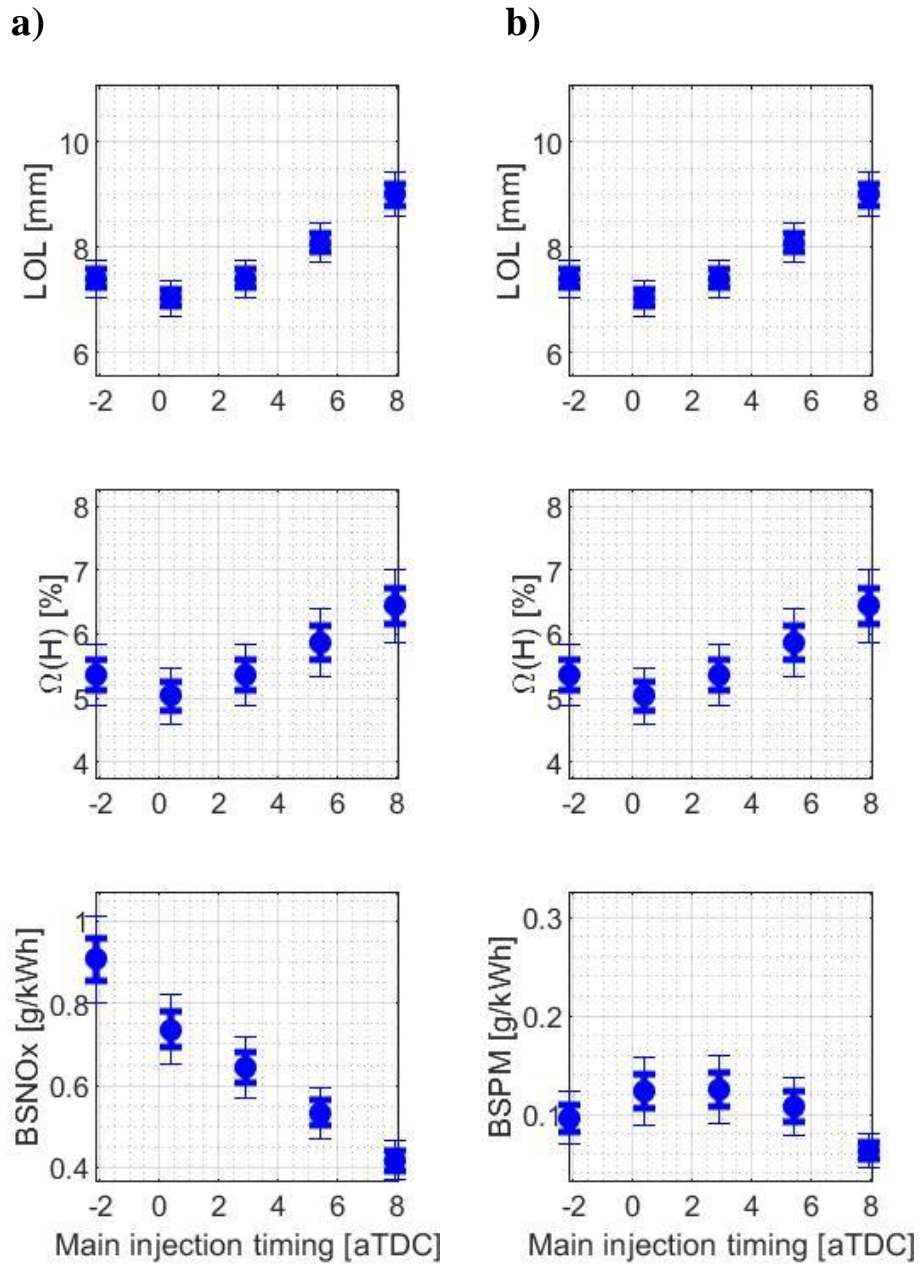 a) b)
LOL [mm]
10
8
6
-2 0 2 4 6 8
LOL [mm]
10
8
6
-2 0 2 4 6 8
Ω(H) [%]
8
7
6
5
4
-2 0 2 4 6 8
Ω(H) [%]
8
7
6
5
4
-2 0 2 4 6 8
BSNOx [g/kWh]
1
0.8
0.6
0.4
-2 0 2 4 6 8
Main injection timing [aTDC]
BSPM [g/kWh]
0.3
0.2
0.1
-2 0 2 4 6 8
Main injection timing [aTDC]